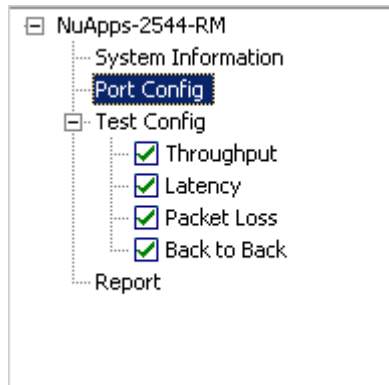 NuApps-2544-RM
System Information
Port Config
Test Config
Throughput
Latency
Packet Loss
Back to Back
Report